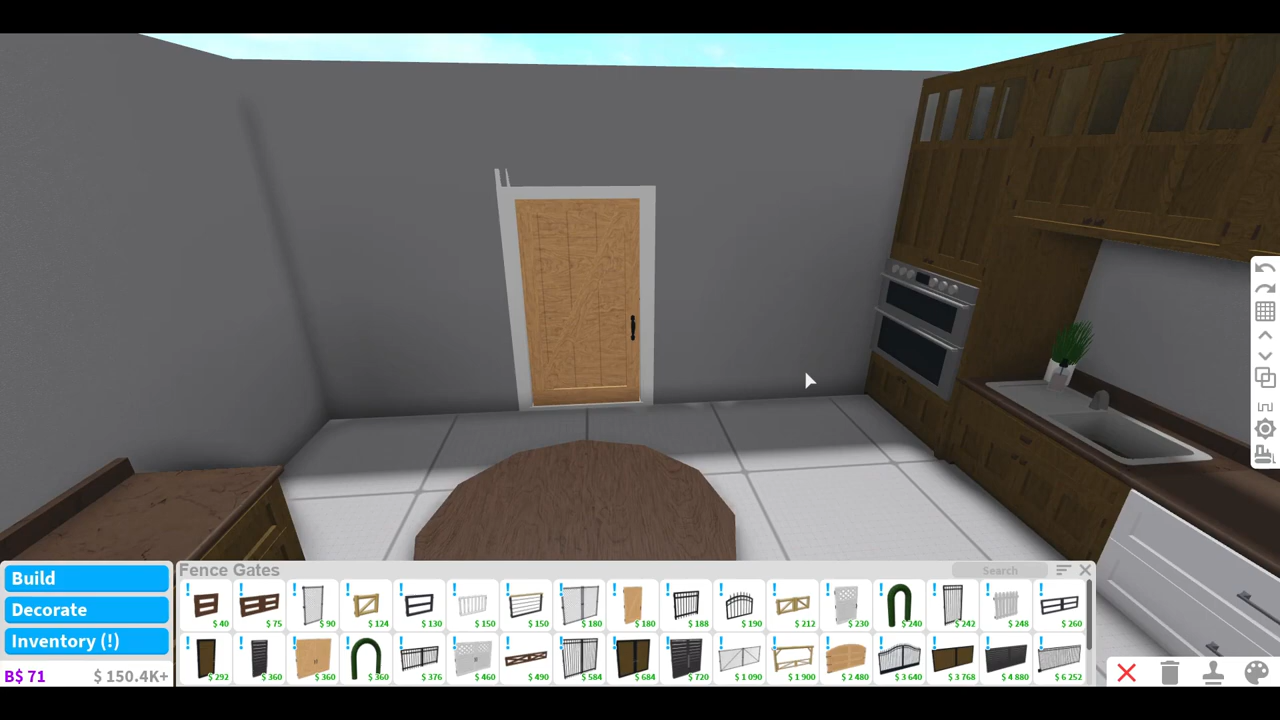 Fence Gates
Search
Build
Decorate
Inventory (!)
B$ 71
$ 150.4K+
! $ 40
! $ 75
! $ 90
! $ 124
! $ 130
! $ 150
! $ 150
! $ 180
! $ 180
! $ 188
! $ 190
! $ 212
! $ 230
! $ 240
! $ 242
! $ 248
! $ 260
! $ 292
! $ 360
! $ 360
! $ 360
! $ 376
! $ 460
! $ 490
! $ 584
! $ 684
! $ 720
! $ 1 090
! $ 1 900
! $ 2 480
! $ 3 640
! $ 3 768
! $ 4 880
! $ 6 252